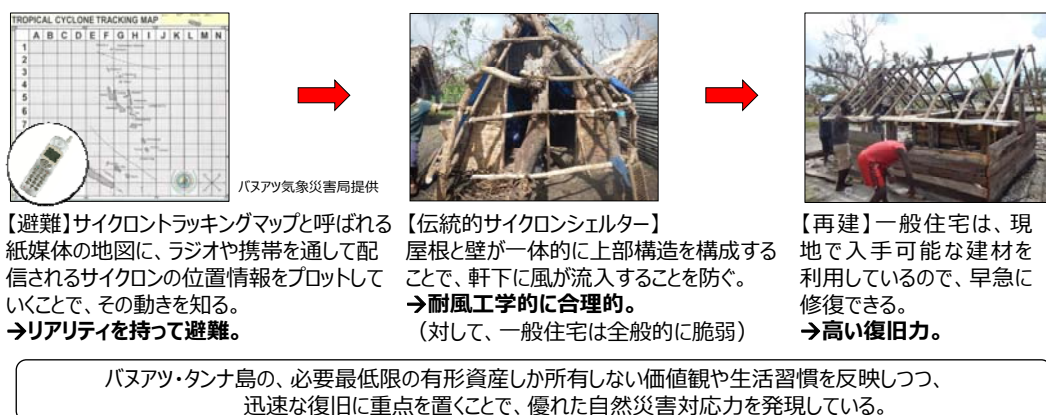 TROPICAL CYCLONE TRACKING MAP
A B C D E F G H I J K L M N
1
2
3
4
5
6
7
バヌアツ気象災害局提供
【避難】サイクロントラッキングマップと呼ばれる
紙媒体の地図に、ラジオや携帯を通して配
信されるサイクロンの位置情報をプロットして
いくことで、その動きを知る。
→リアリティを持って避難。
【伝統的サイクロンシェルター】
屋根と壁が一体的に上部構造を構成する
ことで、軒下に風が流入することを防ぐ。
→耐風工学的に合理的。
（対して、一般住宅は全般的に脆弱）
【再建】一般住宅は、現
地で入手可能な建材を
利用しているので、早急に
修復できる。
→高い復旧力。
バヌアツ・タンナ島の、必要最低限の有形資産しか所有しない価値観や生活習慣を反映しつつ、
迅速な復旧に重点を置くことで、優れた自然災害対応力を発現している。